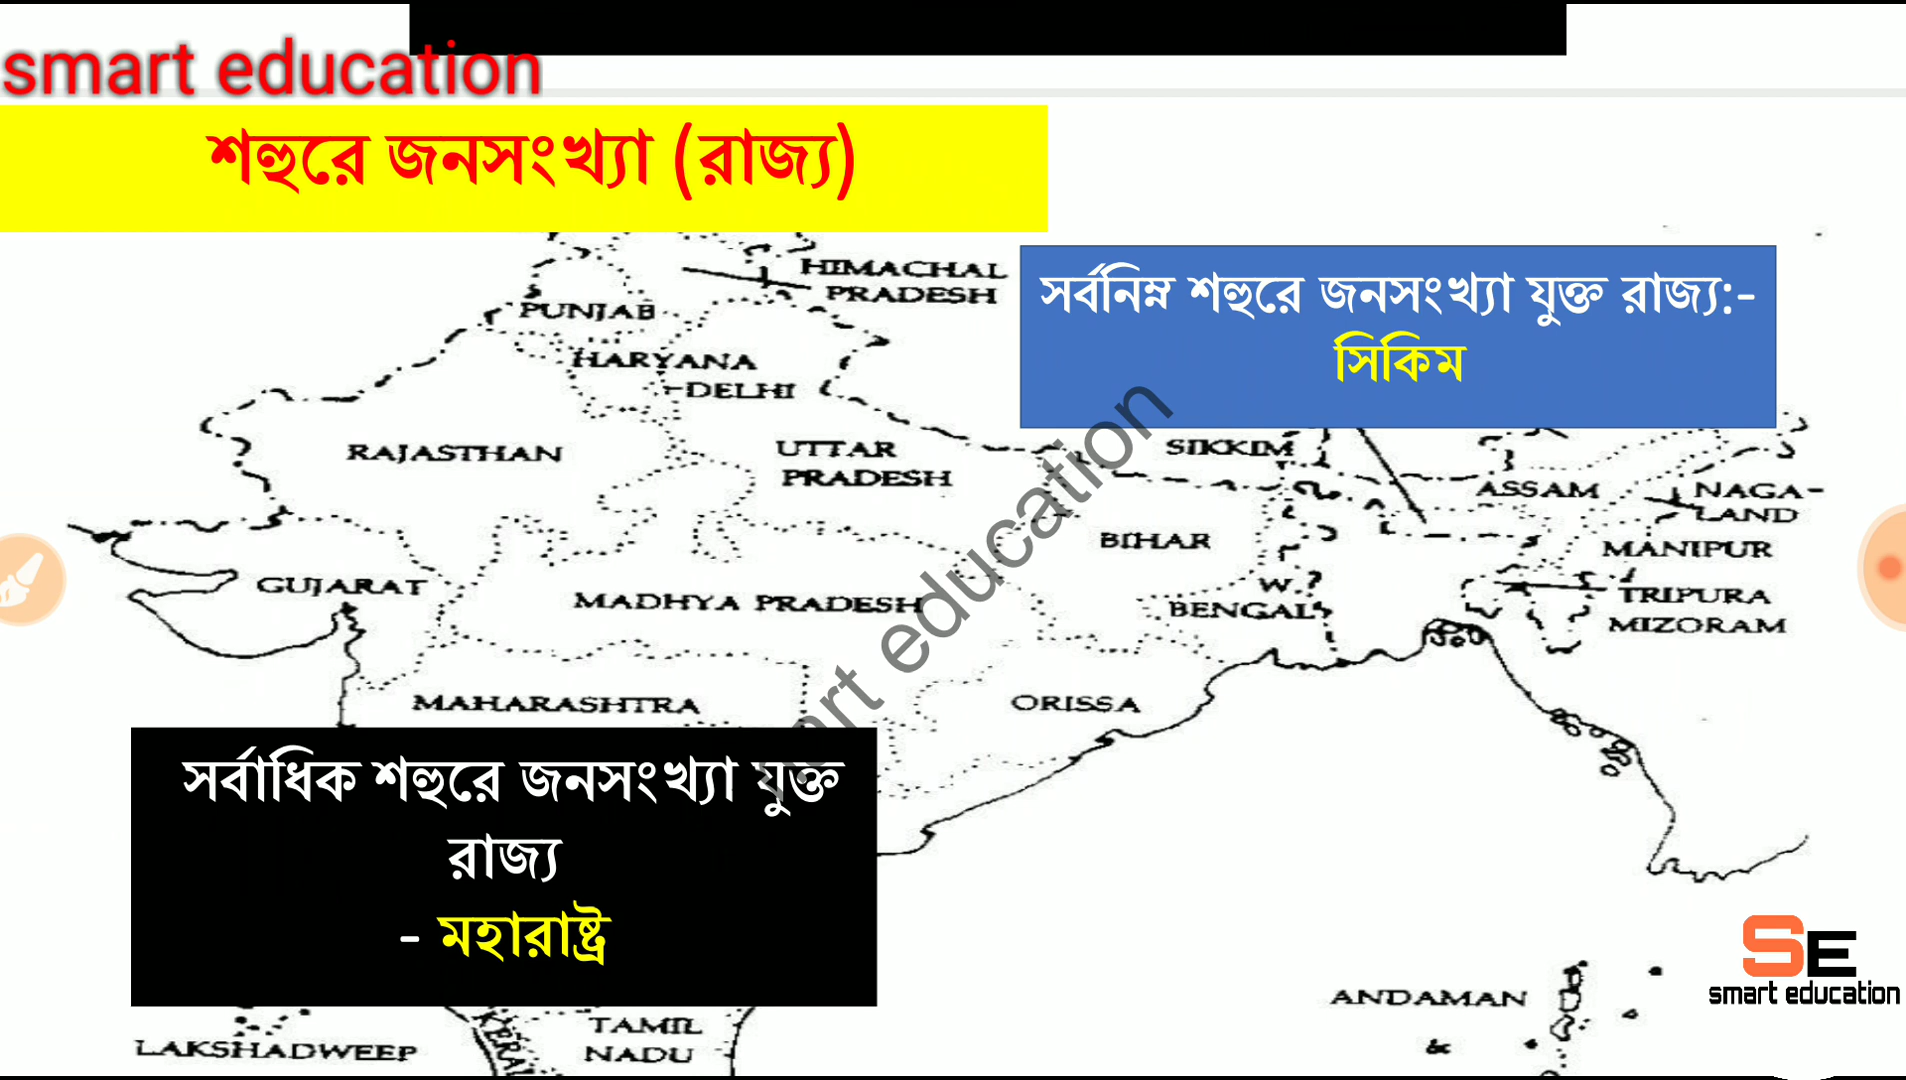 smart education
শহুরে জনসংখ্যা (রাজ্য)
HIMACHAL
PRADESH
সর্বনিম্ন শহুরে জনসংখ্যা যুক্ত রাজ্য:-
সিকিম
PUNJAB
HARYANA
DELHI
RAJASTHAN
UTTAR
PRADESH
SIKKIM
ASSAM
NAGA-
LAND
BIHAR
MANIPUR
GUJARAT
MADHYA PRADESH
W.
BENGAL
TRIPURA
MIZORAM
MAHARASHTRA
ORISSA
education
সর্বাধিক শহুরে জনসংখ্যা যুক্ত
রাজ্য
- মহারাষ্ট্র
SE
smart education
ANDAMAN
&
LAKSHADWEEP
TAMIL
NADU